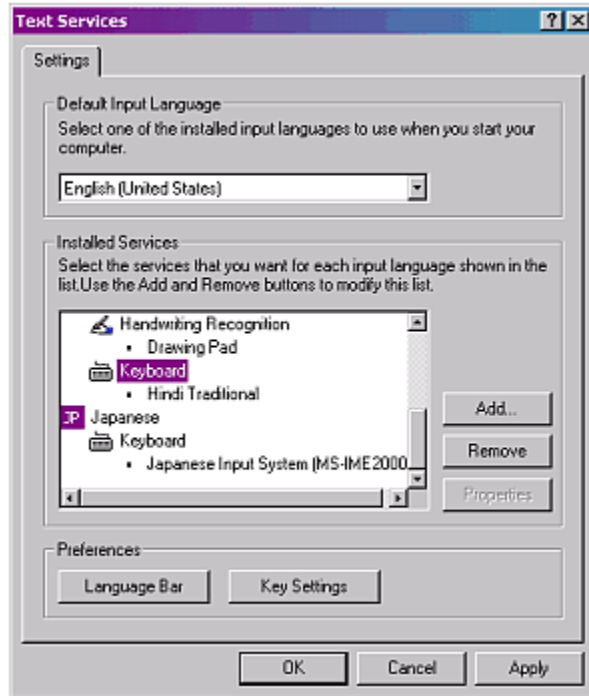 Text Services
Settings
Default Input Language
Select one of the installed input languages to use when you start your
computer.
English (United States)
Installed Services
Select the services that you want for each input language shown in the
list.Use the Add and Remove buttons to modify this list.
Handwriting Recognition
• Drawing Pad
Keyboard
• Hindi Traditional
JP Japanese
Keyboard
• Japanese Input System (MS-IME2000
Add...
Remove
Properties
Preferences
Language Bar
Key Settings
OK
Cancel
Apply